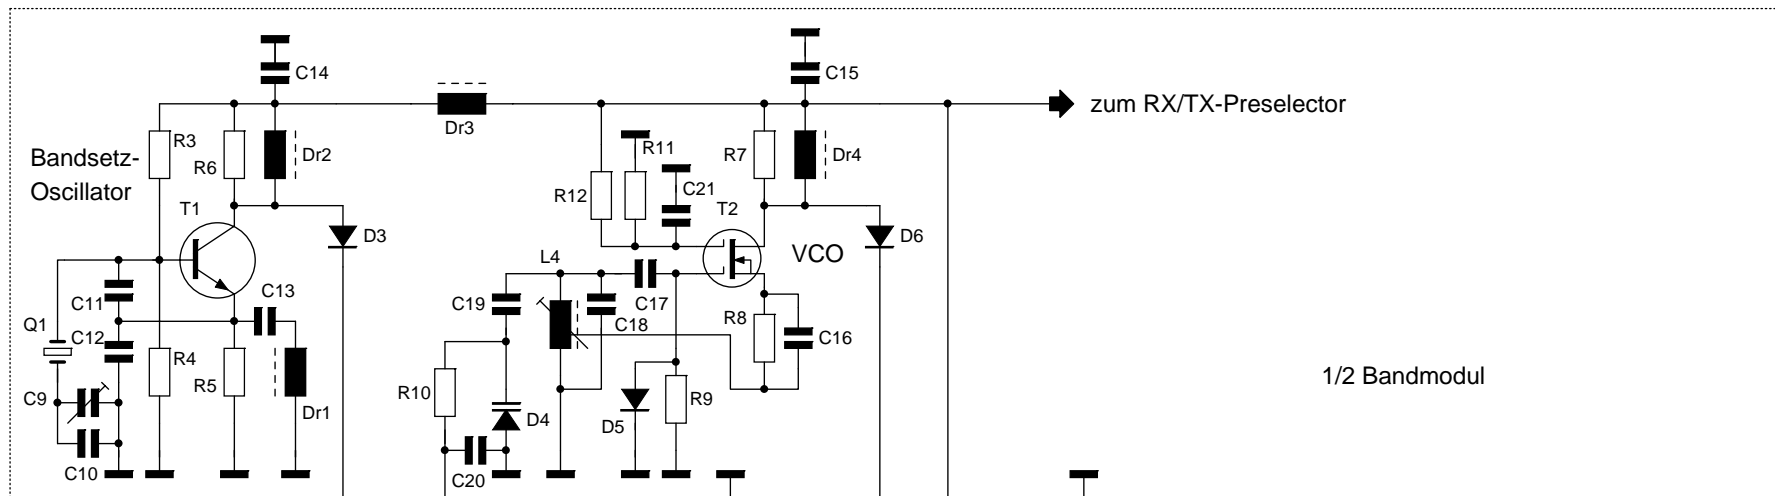 C14
C15
zum RX/TX-Preselector
Dr3
Bandsetz-
Oscillator
R3
R6
Dr2
R11
R7
Dr4
R12
C21
T1
T2
D3
D6
VCO
L4
C11
C13
C19
C17
Q1
C12
C18
R8
C16
R4
R5
C9
Dr1
R10
D4
D5
R9
1/2 Bandmodul
C10
C20